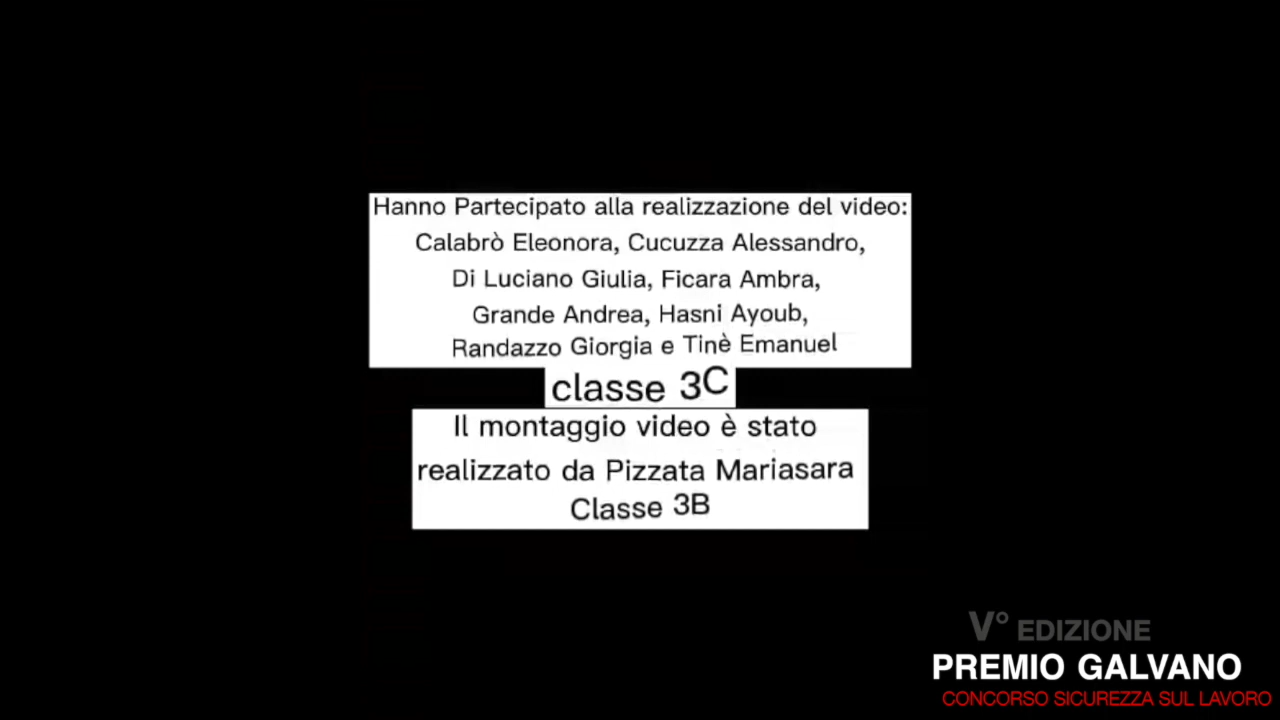 Hanno Partecipato alla realizzazione del video:
Calabrò Eleonora, Cucuzza Alessandro,
Di Luciano Giulia, Ficara Ambra,
Grande Andrea, Hasni Ayoub,
Randazzo Giorgia e Tinè Emanuel
classe 3C
Il montaggio video è stato
realizzato da Pizzata Mariasara
Classe 3B
V° EDIZIONE
PREMIO GALVANO
CONCORSO SICUREZZA SUL LAVORO